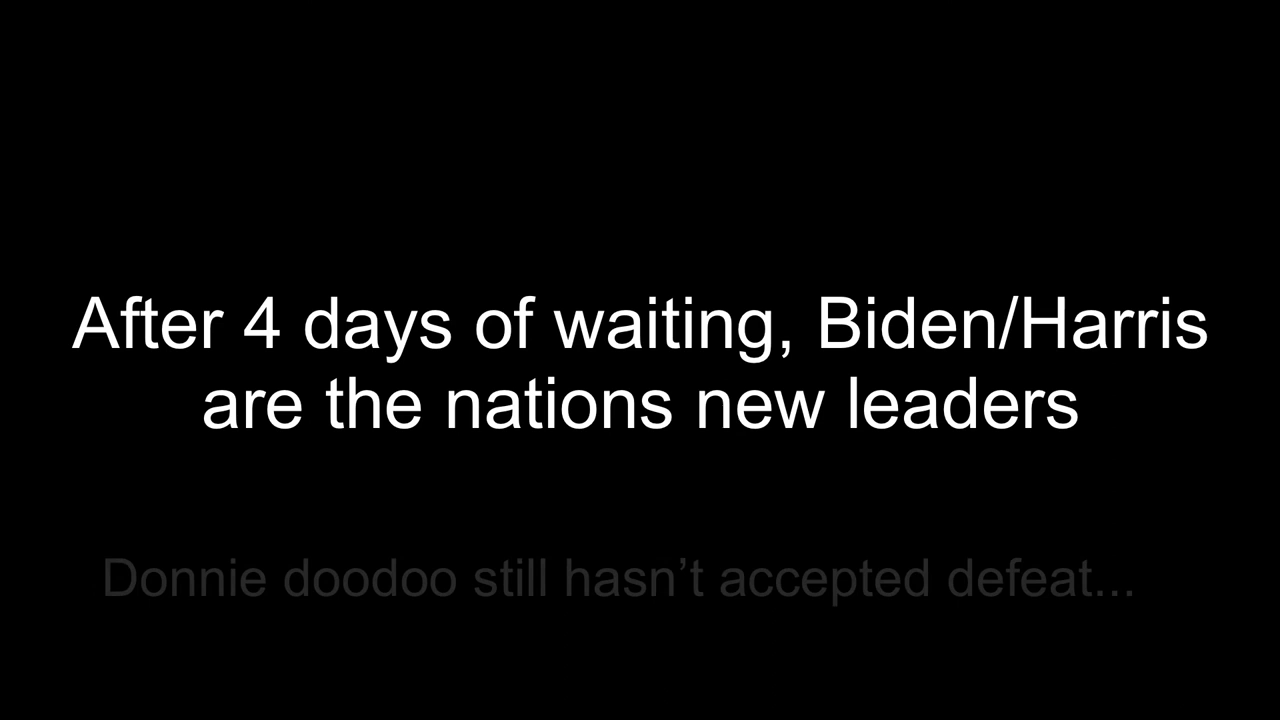 After 4 days of waiting, Biden/Harris
are the nations new leaders
Donnie doodoo still hasn’t accepted defeat...